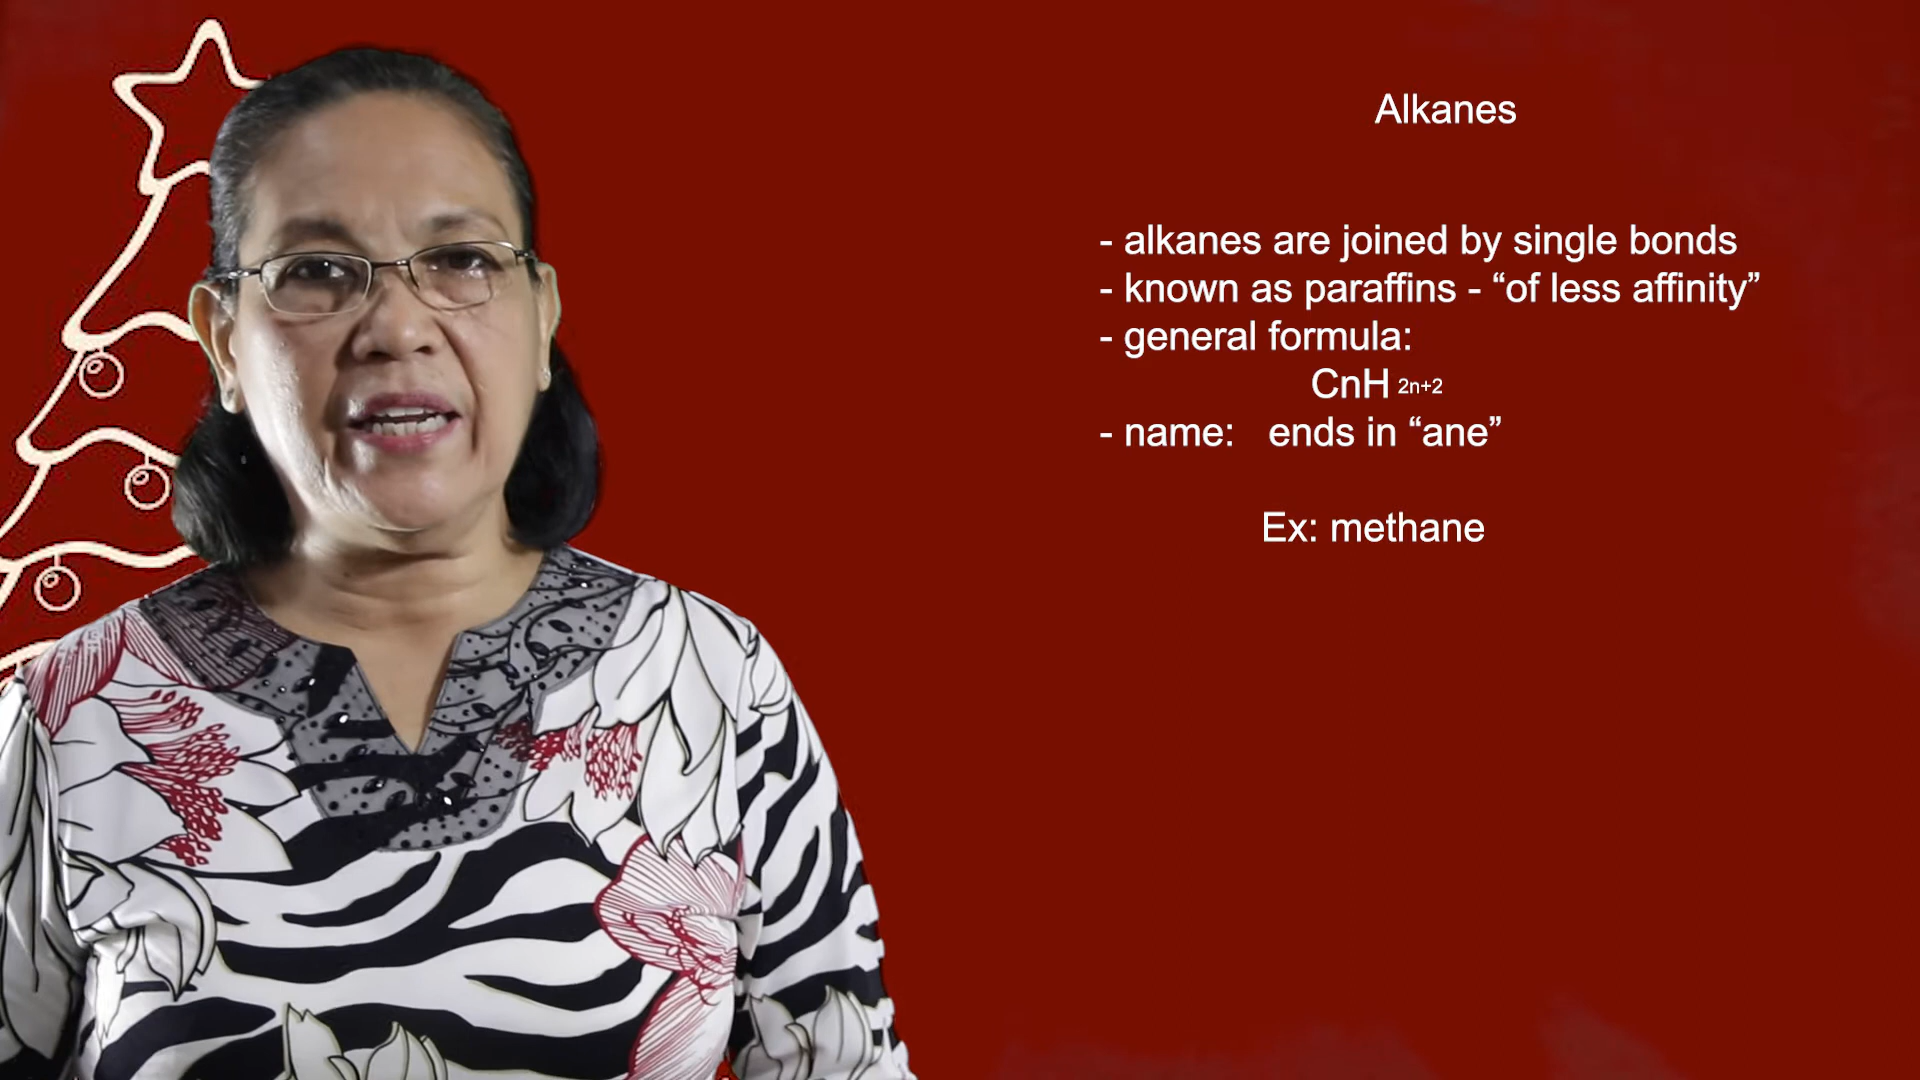 Alkanes
- alkanes are joined by single bonds
- known as paraffins - “of less affinity”
- general formula:
CnH 2n+2
- name: ends in “ane”
Ex: methane